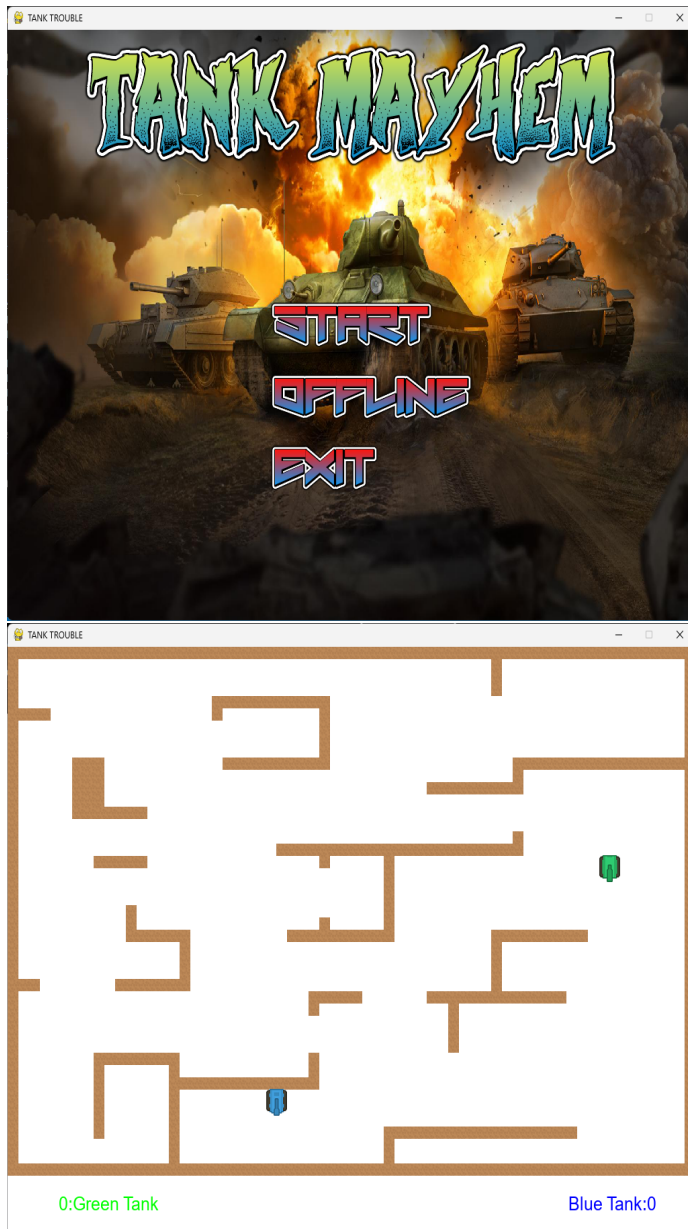 TANK TROUBLE
TANK MAYHEM
START
OFFLINE
EXIT
TANK TROUBLE
0:Green Tank
Blue Tank:0